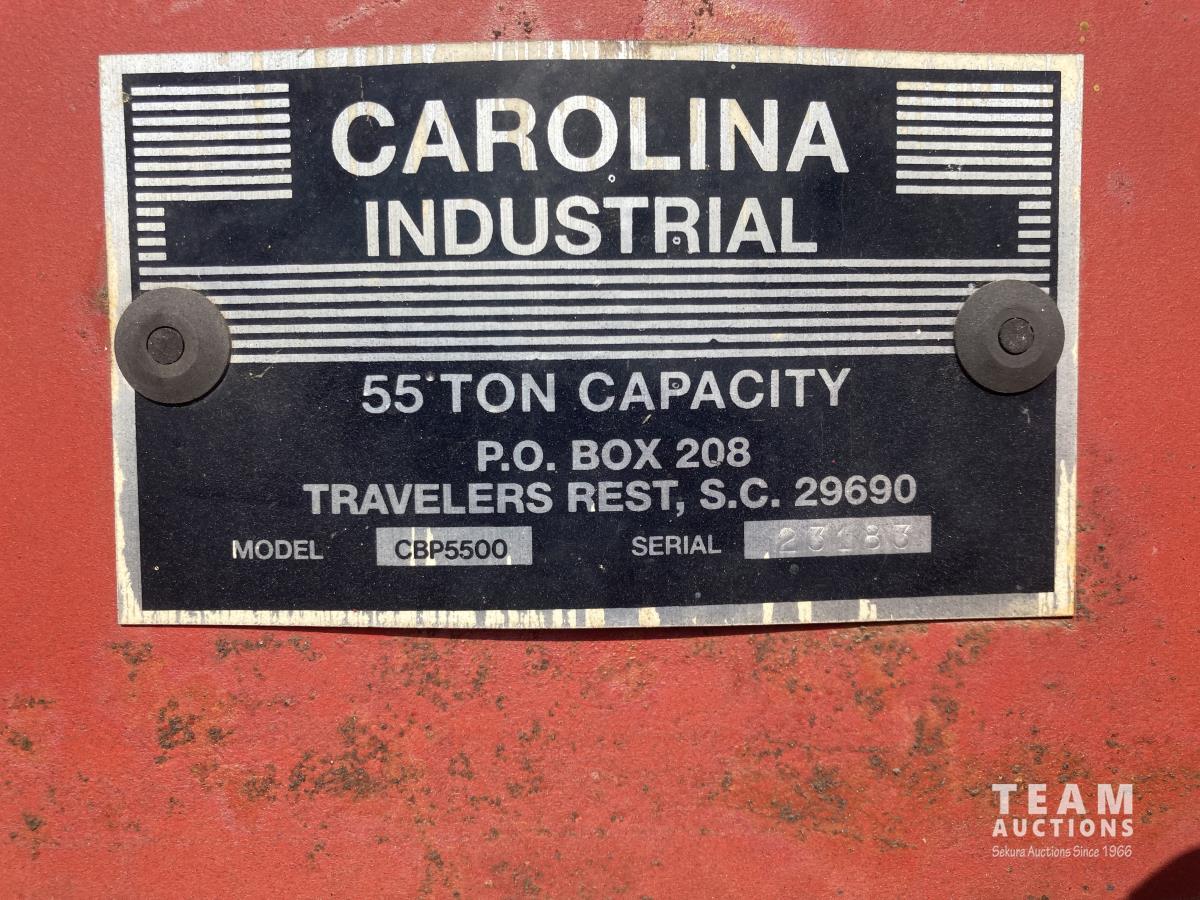 CAROLINA
INDUSTRIAL
55 TON CAPACITY
P.O. BOX 208
TRAVELERS REST, S.C. 29690
MODEL CBP5500 SERIAL 23183
TEAM
AUCTIONS
Sekura Auctions Since 1966